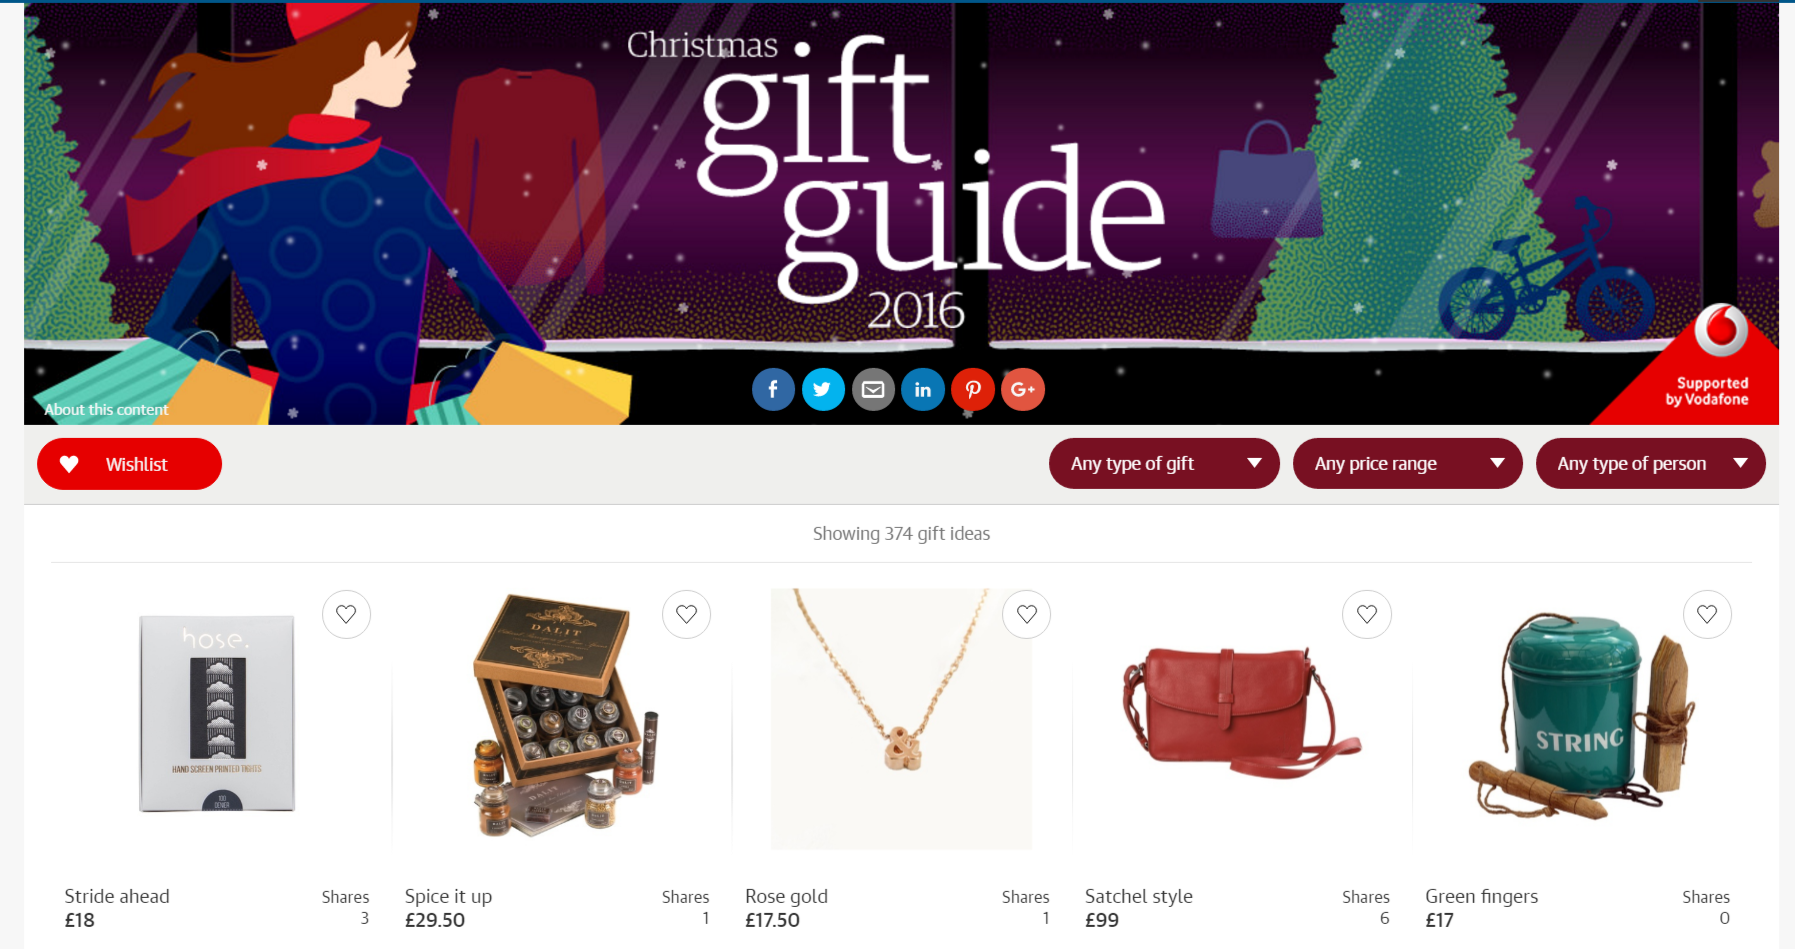 Christmas
gift
guide
2016
Supported
by Vodafone
About this content
Wishlist
Any type of gift
Any price range
Any type of person
Showing 374 gift ideas
hose.
HAND SCREEN PRINTED TIGHTS
100
DENIER
DALIT
DALIT
&
STRING
Stride ahead
£18
Shares
3
Spice it up
£29.50
Shares
1
Rose gold
£17.50
Shares
1
Satchel style
£99
Shares
6
Green fingers
£17
Shares
0